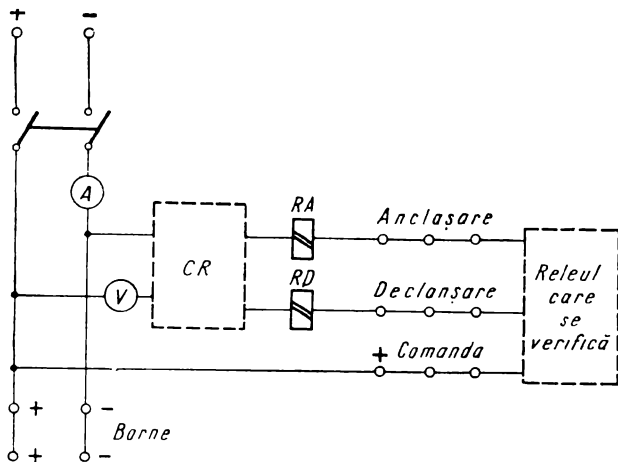 + -
A
RA
Anclașare
CR
V
RD
Declanșare
Releul
care
se
verifică
+ Comanda
+ -
Borne
+ -